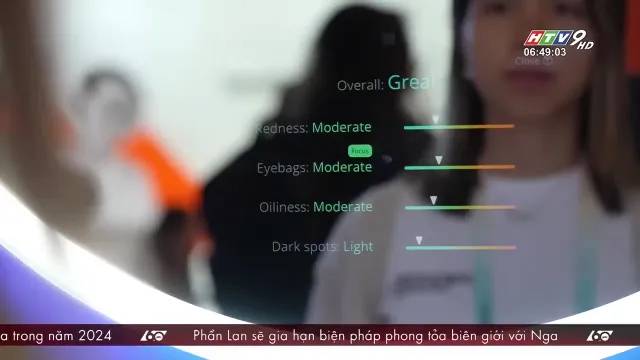 HTV9 HD
06:49:03
Close
Overall: Great
Redness: Moderate
Focus
Eyebags: Moderate
Oiliness: Moderate
Dark spots: Light
a trong năm 2024 Phần Lan sẽ gia hạn biện pháp phong tỏa biên giới với Nga